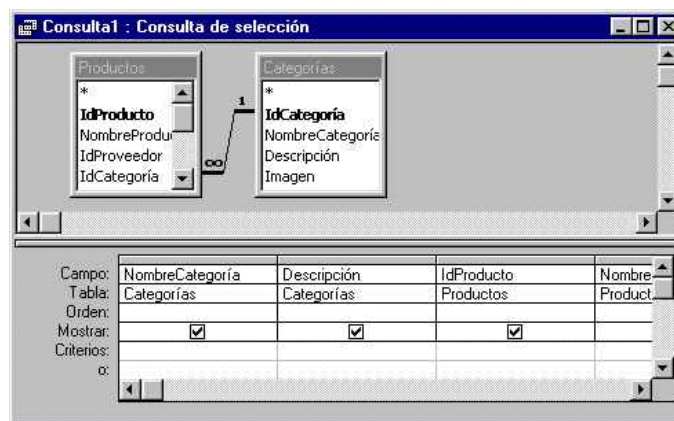 Consulta1 : Consulta de selección
Productos
*
IdProducto
NombreProdu
IdProveedor
IdCategoría
1
∞
Categorías
*
IdCategoría
NombreCategoría
Descripción
Imagen
Campo: NombreCategoría Descripción IdProducto Nombre
Tabla: Categorías Categorías Productos Product
Orden:
Mostrar:
Criterios:
o: